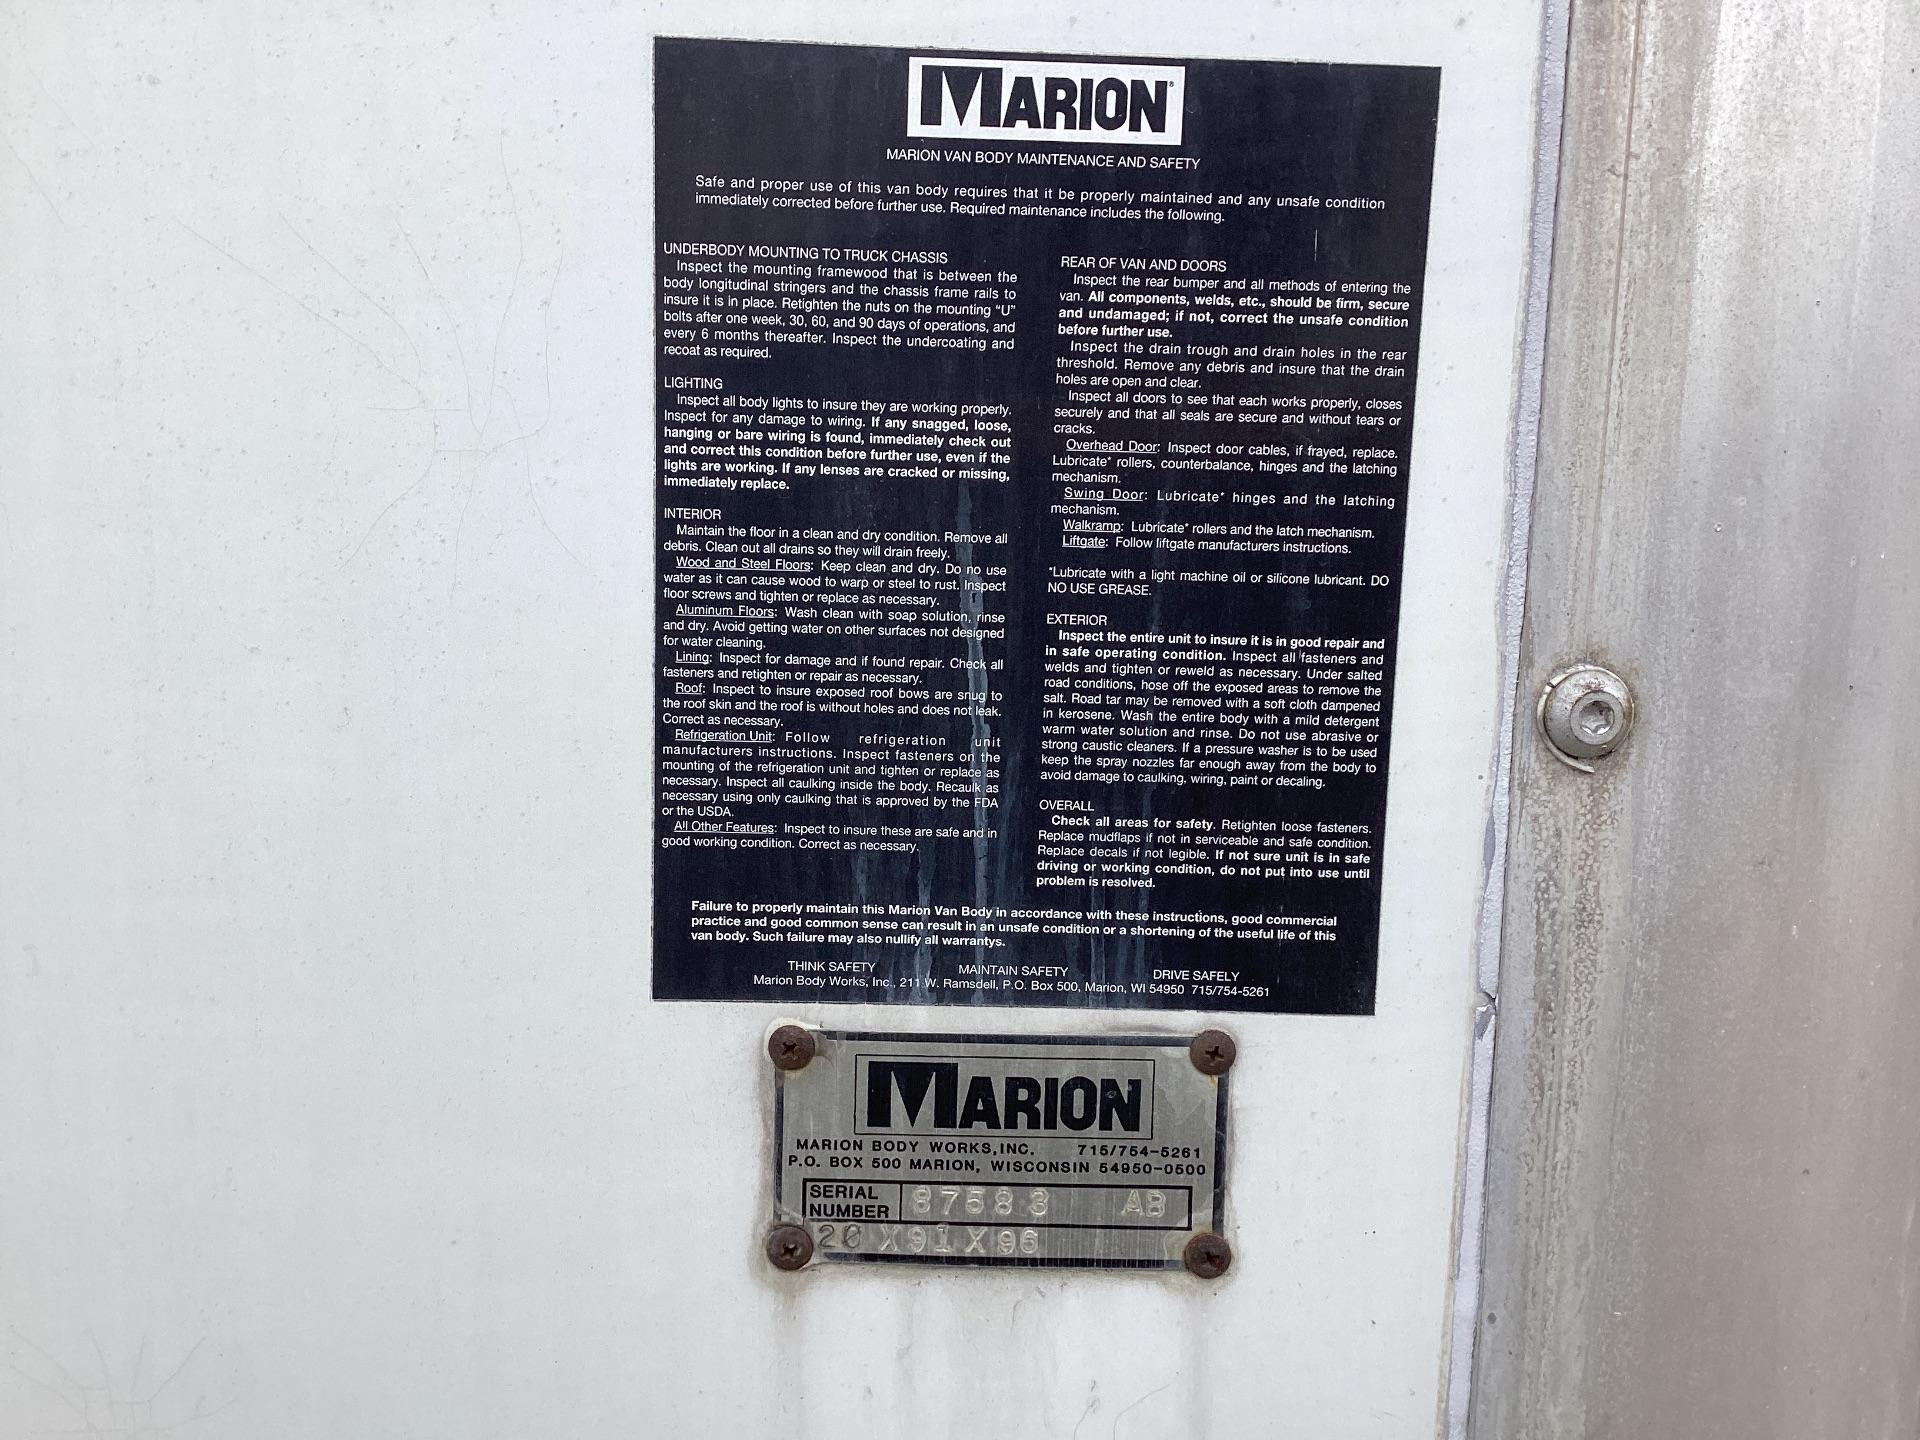 MARION
MARION VAN BODY MAINTENANCE AND SAFETY
Safe and proper use of this van body requires that it be properly maintained and any unsafe condition
immediately corrected before further use. Required maintenance includes the following.
UNDERBODY MOUNTING TO TRUCK CHASSIS
Inspect the mounting framewood that is between the
body longitudinal stringers and the chassis frame rails to
insure it is in place. Retighten the nuts on the mounting "U"
bolts after one week, 30, 60, and 90 days of operations, and
every 6 months thereafter. Inspect the undercoating and
recoat as required.
LIGHTING
Inspect all body lights to insure they are working properly.
Inspect for any damage to wiring. If any snagged, loose,
hanging or bare wiring is found, immediately check out
and correct this condition before further use, even if the
lights are working. If any lenses are cracked or missing,
immediately replace.
INTERIOR
Maintain the floor in a clean and dry condition. Remove all
debris. Clean out all drains so they will drain freely.
Wood and Steel Floors: Keep clean and dry. Do no use
water as it can cause wood to warp or steel to rust. Inspect
floor screws and tighten or replace as necessary.
Aluminum Floors: Wash clean with soap solution, rinse
and dry. Avoid getting water on other surfaces not designed
for water cleaning.
Lining: Inspect for damage and if found repair. Check all
fasteners and retighten or repair as necessary.
Roof: Inspect to insure exposed roof bows are snug to
the roof skin and the roof is without holes and does not leak.
Correct as necessary.
Refrigeration Unit: Follow refrigeration unit
manufacturers instructions. Inspect fasteners on the
mounting of the refrigeration unit and tighten or replace as
necessary. Inspect all caulking inside the body. Recaulk as
necessary using only caulking that is approved by the FDA
or the USDA.
All Other Features: Inspect to insure these are safe and in
good working condition. Correct as necessary.
REAR OF VAN AND DOORS
Inspect the rear bumper and all methods of entering the
van. All components, welds, etc., should be firm, secure
and undamaged; if not, correct the unsafe condition
before further use.
Inspect the drain trough and drain holes in the rear
threshold. Remove any debris and insure that the drain
holes are open and clear.
Inspect all doors to see that each works properly, closes
securely and that all seals are secure and without tears or
cracks.
Overhead Door: Inspect door cables, if frayed, replace.
Lubricate* rollers, counterbalance, hinges and the latching
mechanism.
Swing Door: Lubricate* hinges and the latching
mechanism.
Walkramp: Lubricate* rollers and the latch mechanism.
Liftgate: Follow liftgate manufacturers instructions.
*Lubricate with a light machine oil or silicone lubricant. DO
NO USE GREASE.
EXTERIOR
Inspect the entire unit to insure it is in good repair and
in safe operating condition. Inspect all fasteners and
welds and tighten or reweld as necessary. Under salted
road conditions, hose off the exposed areas to remove the
salt. Road tar may be removed with a soft cloth dampened
in kerosene. Wash the entire body with a mild detergent
warm water solution and rinse. Do not use abrasive or
strong caustic cleaners. If a pressure washer is to be used
keep the spray nozzles far enough away from the body to
avoid damage to caulking, wiring, paint or decaling.
OVERALL
Check all areas for safety. Retighten loose fasteners.
Replace mudflaps if not in serviceable and safe condition.
Replace decals if not legible. If not sure unit is in safe
driving or working condition, do not put into use until
problem is resolved.
Failure to properly maintain this Marion Van Body in accordance with these instructions, good commercial
practice and good common sense can result in an unsafe condition or a shortening of the useful life of this
van body. Such failure may also nullify all warrantys.
THINK SAFETY MAINTAIN SAFETY DRIVE SAFELY
Marion Body Works, Inc., 211 W. Ramsdell, P.O. Box 500, Marion, WI 54950 715/754-5261
MARION
MARION BODY WORKS, INC. 715/754-5261
P.O. BOX 500 MARION, WISCONSIN 54950-0500
SERIAL
NUMBER 87583 AB
20 X 91 X 96